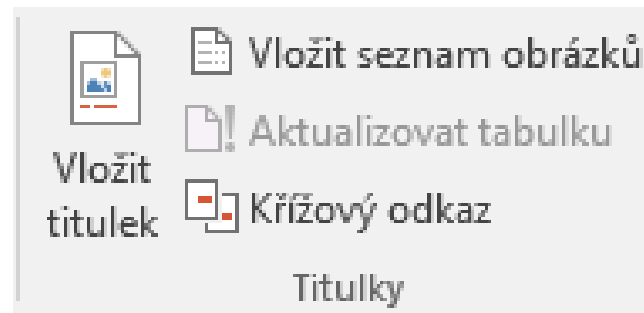 Vložit
titulek
Vložit seznam obrázků
Aktualizovat tabulku
Křížový odkaz
Titulky